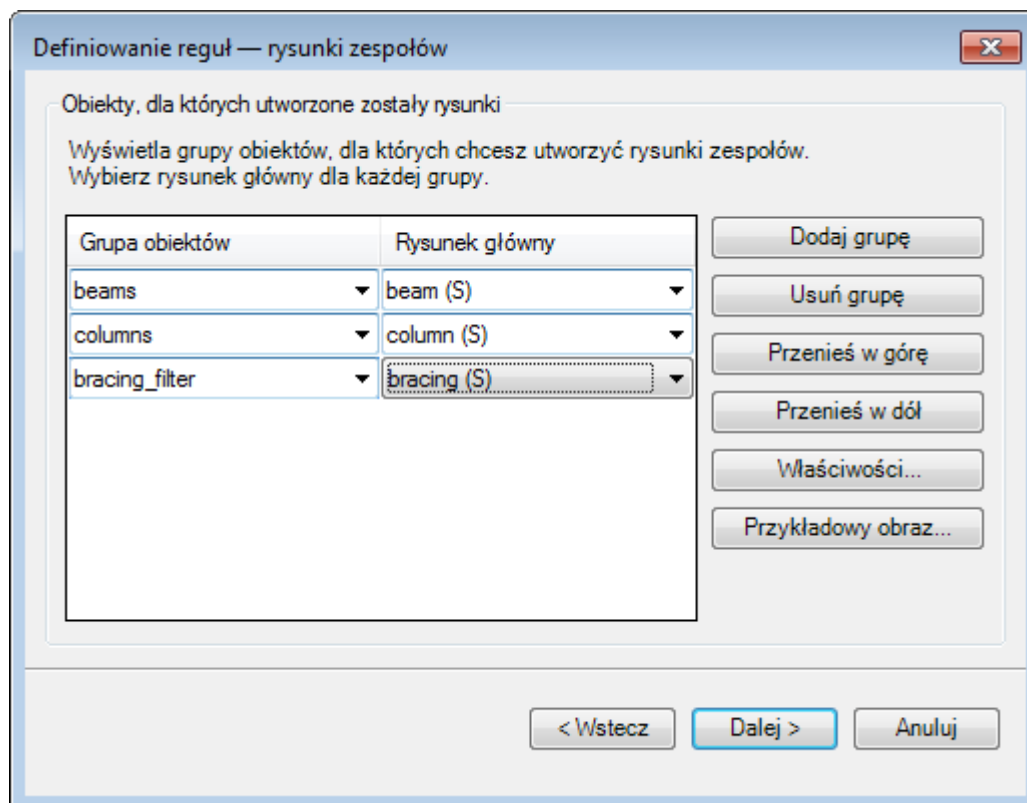 Definiowanie reguł — rysunki zespołów
Obiekty, dla których utworzone zostały rysunki
Wyświetla grupy obiektów, dla których chcesz utworzyć rysunki zespołów.
Wybierz rysunek główny dla każdej grupy.
Grupa obiektów Rysunek główny
beams beam (S)
columns column (S)
bracing_filter bracing (S)
Dodaj grupę
Usuń grupę
Przenieś w górę
Przenieś w dół
Właściwości...
Przykładowy obraz...
< Wstecz Dalej > Anuluj